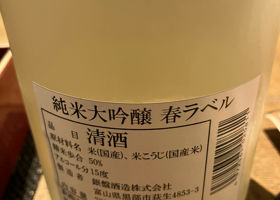 純米大吟醸 春ラベル
品目 清酒
原材料名 米(国産)、米こうじ(国産米)
精米歩合 50%
アルコール分 15度
製造者 銀盤酒造株式会社
富山県黒部市荻生4853-3